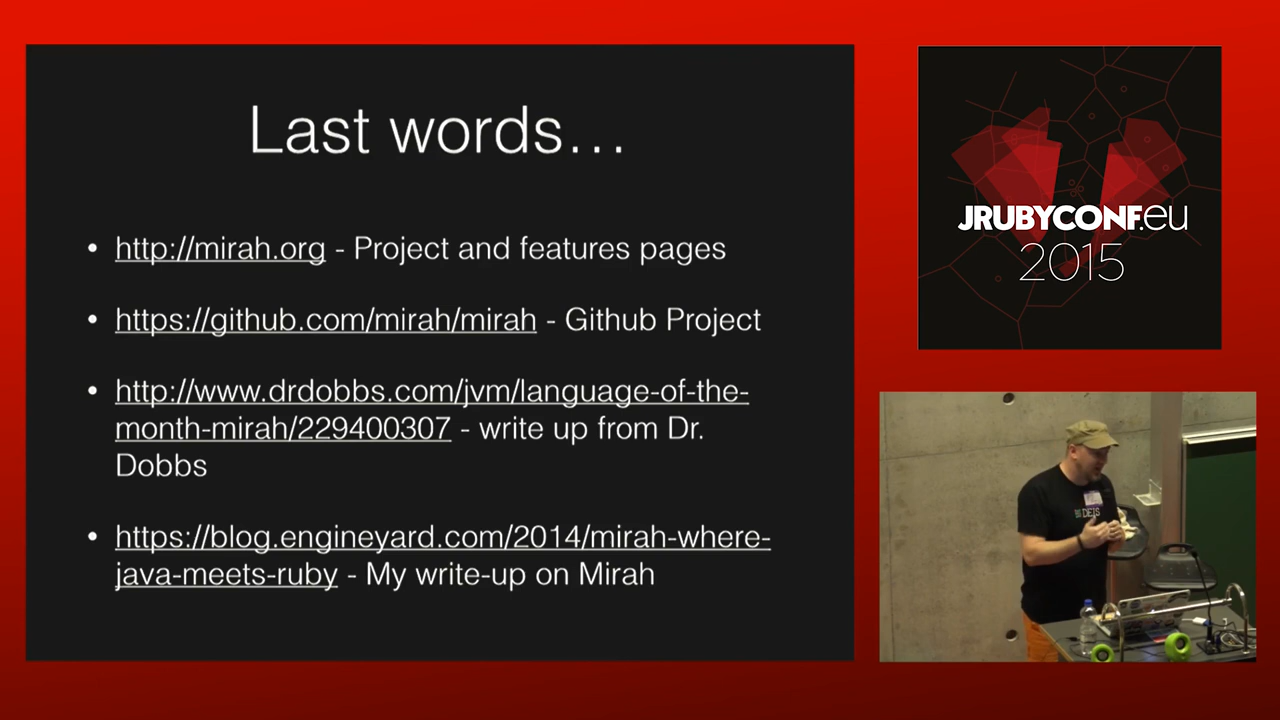 Last words…
• http://mirah.org - Project and features pages
• https://github.com/mirah/mirah - Github Project
• http://www.drdobbs.com/jvm/language-of-the-
month-mirah/229400307 - write up from Dr.
Dobbs
• https://blog.engineyard.com/2014/mirah-where-
java-meets-ruby - My write-up on Mirah
JRUBYCONF.eu
2015
DEIS